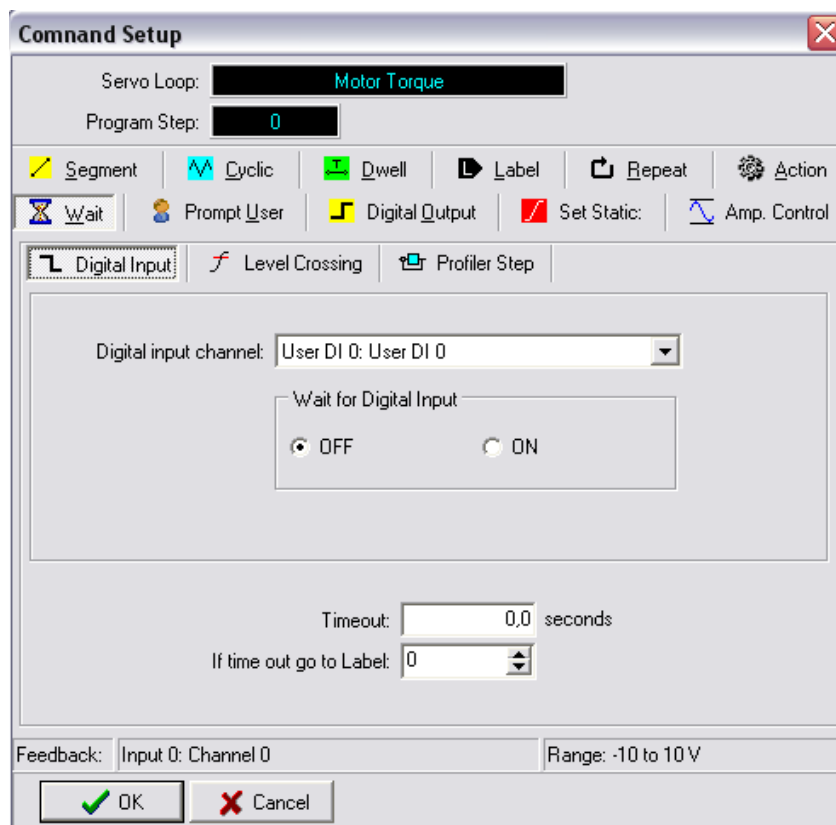 Command Setup
Servo Loop: Motor Torque
Program Step: 0
Segment Cyclic Dwell Label Repeat Action
Wait Prompt User Digital Output Set Static: Amp. Control
Digital Input Level Crossing Profiler Step
Digital input channel: User DI 0: User DI 0
Wait for Digital Input
OFF ON
Timeout: 0,0 seconds
If time out go to Label: 0
Feedback: Input 0: Channel 0 Range: -10 to 10 V
OK Cancel